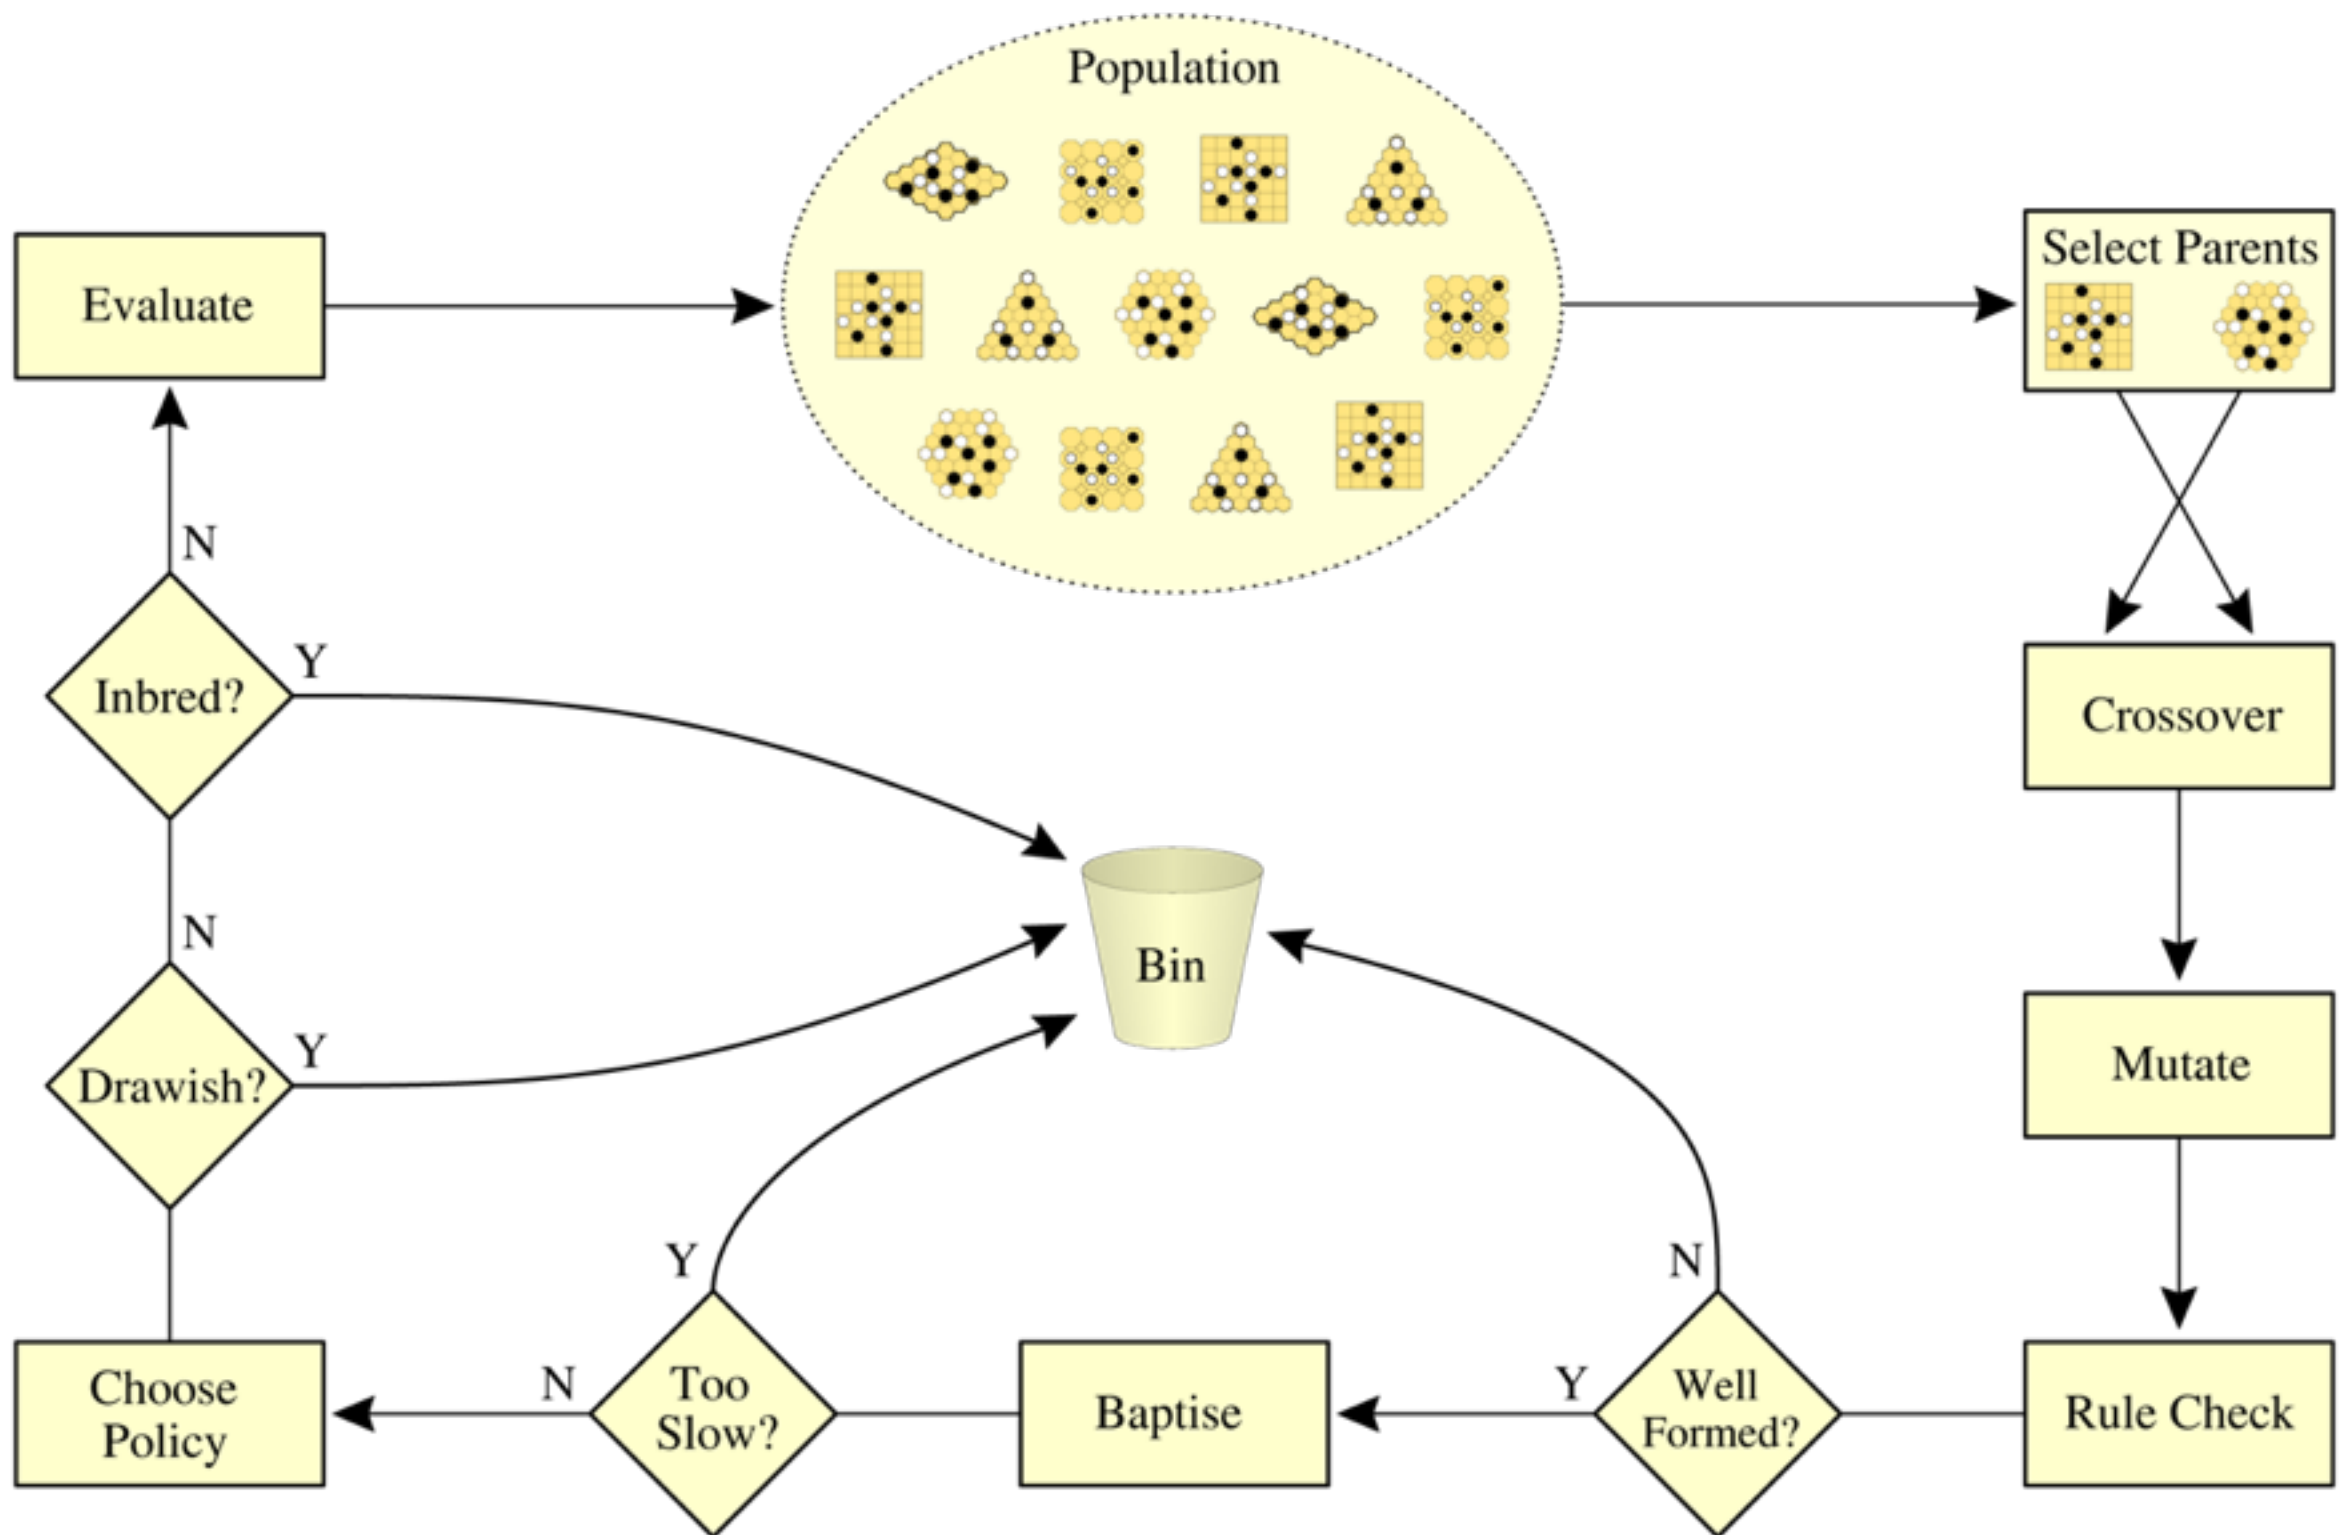 Population
Select Parents
Evaluate
N
Inbred?
Y
Crossover
N
Bin
Drawish?
Y
Mutate
Y
N
Choose
Policy
N
Too
Slow?
Baptise
Y
Well
Formed?
Rule Check